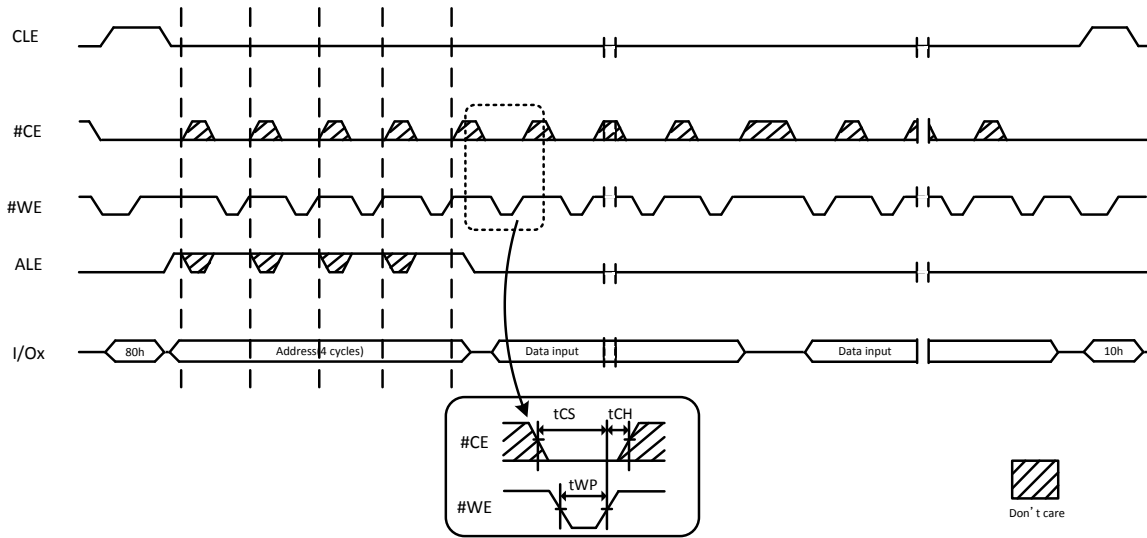 CLE
#CE
#WE
ALE
I/Ox
80h
Address(4 cycles)
Data input
Data input
10h
tCS
tCH
#CE
tWP
#WE
Don't care